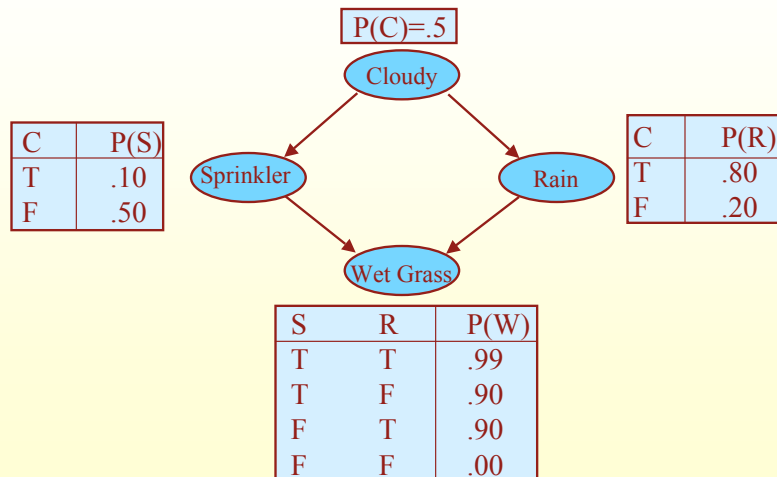 P(C)=.5
Cloudy
C P(S)
T .10
F .50
Sprinkler
Rain
C P(R)
T .80
F .20
Wet Grass
S R P(W)
T T .99
T F .90
F T .90
F F .00